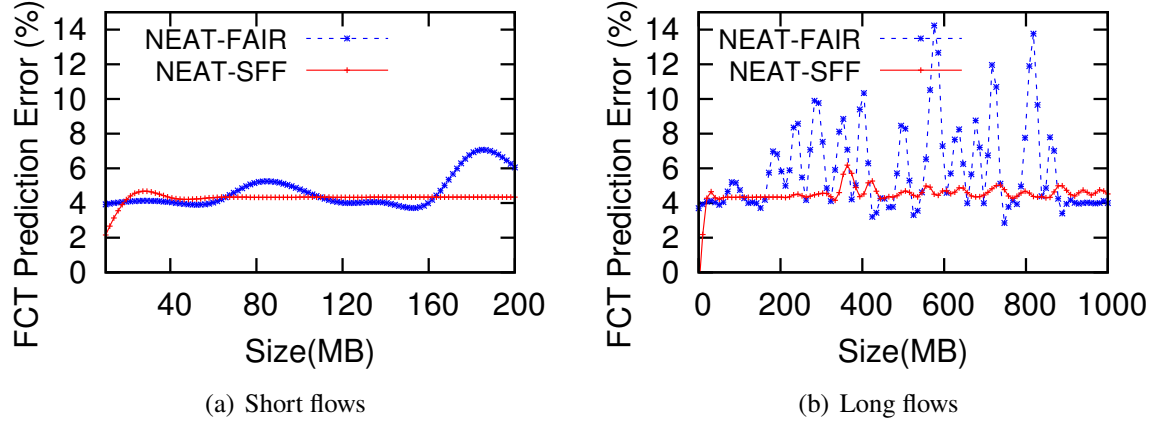 FCT Prediction Error (%)
14
12
10
8
6
4
2
0
NEAT-FAIR
NEAT-SFF
40 80 120 160 200
Size(MB)
(a) Short flows
FCT Prediction Error (%)
14
12
10
8
6
4
2
0
NEAT-FAIR
NEAT-SFF
0 200 400 600 800 1000
Size(MB)
(b) Long flows